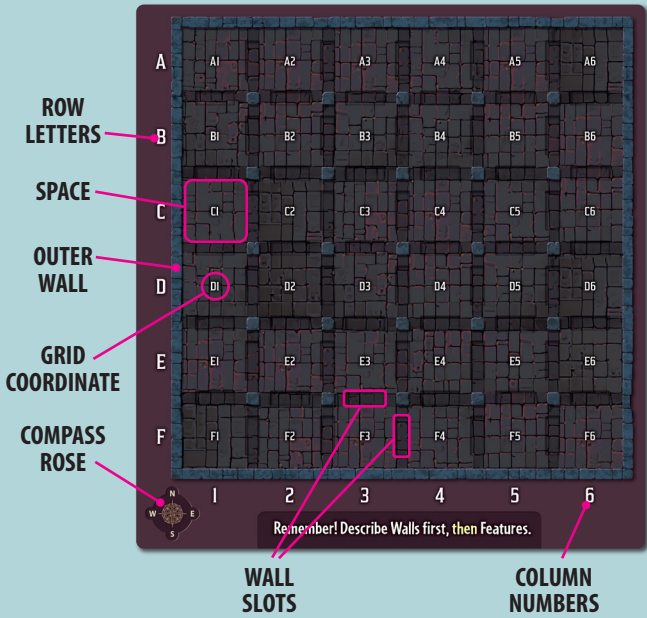 A
A1 A2 A3 A4 A5 A6
ROW
LETTERS
B
B1 B2 B3 B4 B5 B6
SPACE
C
C1 C2 C3 C4 C5 C6
OUTER
WALL
D
D1 D2 D3 D4 D5 D6
GRID
COORDINATE
E
E1 E2 E3 E4 E5 E6
COMPASS
ROSE
F
F1 F2 F3 F4 F5 F6
N
W E
S
1 2 3 4 5 6
Remember! Describe Walls first, then Features.
WALL
SLOTS
COLUMN
NUMBERS